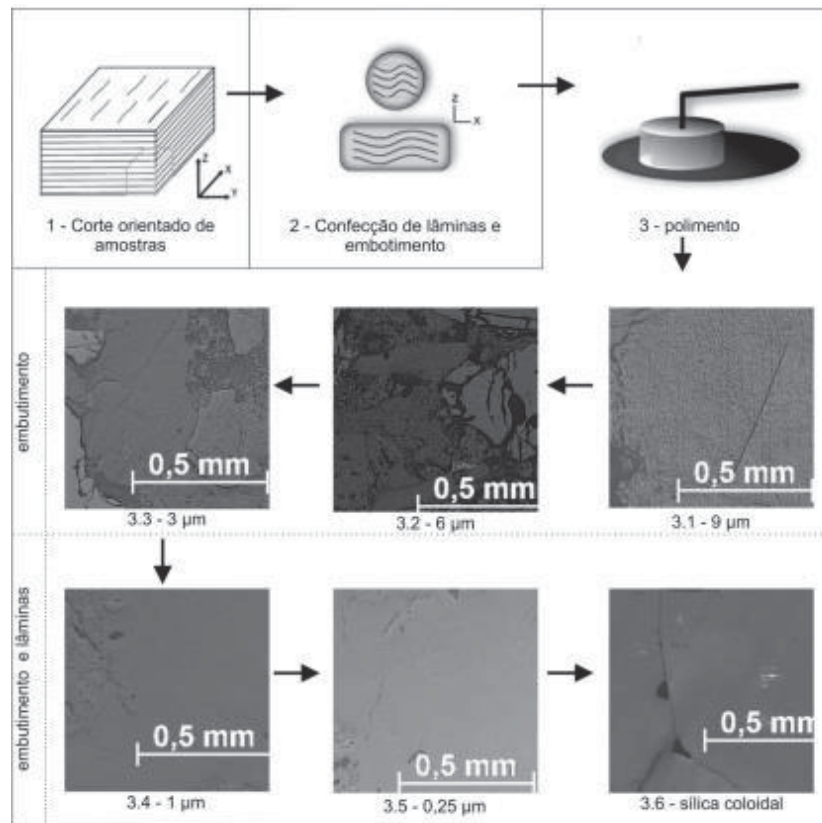 z
x
y
1 - Corte orientado de
amostras
z
x
2 - Confecção de lâminas e
embotimento
3 - polimento
embutimento
0,5 mm
3.3 - 3 µm
0,5 mm
3.2 - 6 µm
0,5 mm
3.1 - 9 µm
embutimento e lâminas
0,5 mm
3.4 - 1 µm
0,5 mm
3.5 - 0,25 µm
0,5 mm
3.6 - sílica coloidal